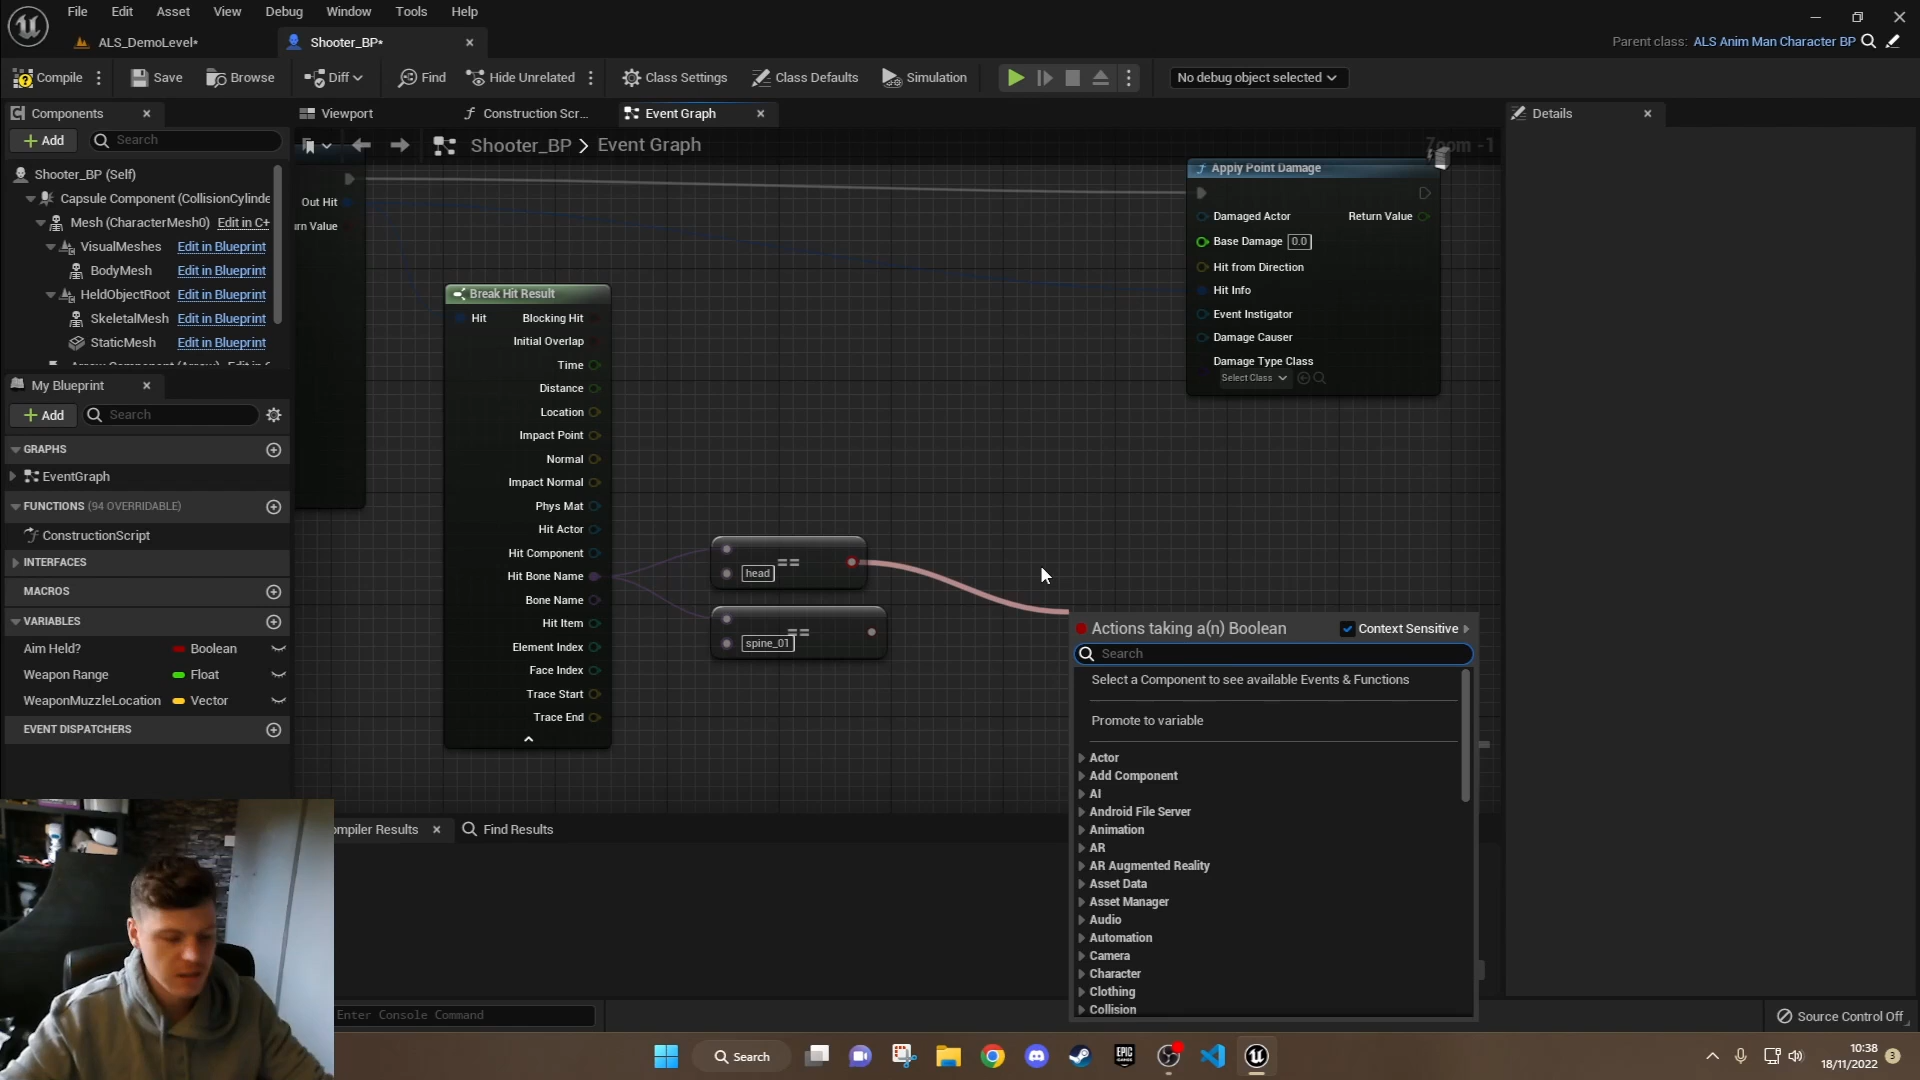 File Edit Asset View Debug Window Tools Help
ALS_DemoLevel*
Shooter_BP*
Parent class: ALS Anim Man Character BP
Compile Save Browse Diff Find Hide Unrelated Class Settings Class Defaults Simulation No debug object selected
Components
Viewport
Construction Scr...
Event Graph
Details
Add
Search
Shooter_BP > Event Graph
Zoom -1
Shooter_BP (Self)
Capsule Component (CollisionCylinde
Mesh (CharacterMesh0) Edit in C+
VisualMeshes Edit in Blueprint
BodyMesh Edit in Blueprint
HeldObjectRoot Edit in Blueprint
SkeletalMesh Edit in Blueprint
StaticMesh Edit in Blueprint
My Blueprint
Add
Search
GRAPHS
EventGraph
FUNCTIONS (94 OVERRIDABLE)
ConstructionScript
INTERFACES
MACROS
VARIABLES
Aim Held? Boolean
Weapon Range Float
WeaponMuzzleLocation Vector
EVENT DISPATCHERS
Out Hit
urn Value
Break Hit Result
Hit Blocking Hit
Initial Overlap
Time
Distance
Location
Impact Point
Normal
Impact Normal
Phys Mat
Hit Actor
Hit Component
Hit Bone Name
Bone Name
Hit Item
Element Index
Face Index
Trace Start
Trace End
==
head
==
spine_01
Apply Point Damage
Damaged Actor Return Value
Base Damage 0.0
Hit from Direction
Hit Info
Event Instigator
Damage Causer
Damage Type Class
Select Class
Actions taking a(n) Boolean Context Sensitive
Search
Select a Component to see available Events & Functions
Promote to variable
Actor
Add Component
AI
Android File Server
Animation
AR
AR Augmented Reality
Asset Data
Asset Manager
Audio
Automation
Camera
Character
Clothing
Collision
ompiler Results
Find Results
Enter Console Command
Source Control Off
Search
EPIC GAMES
10:38
18/11/2022
3